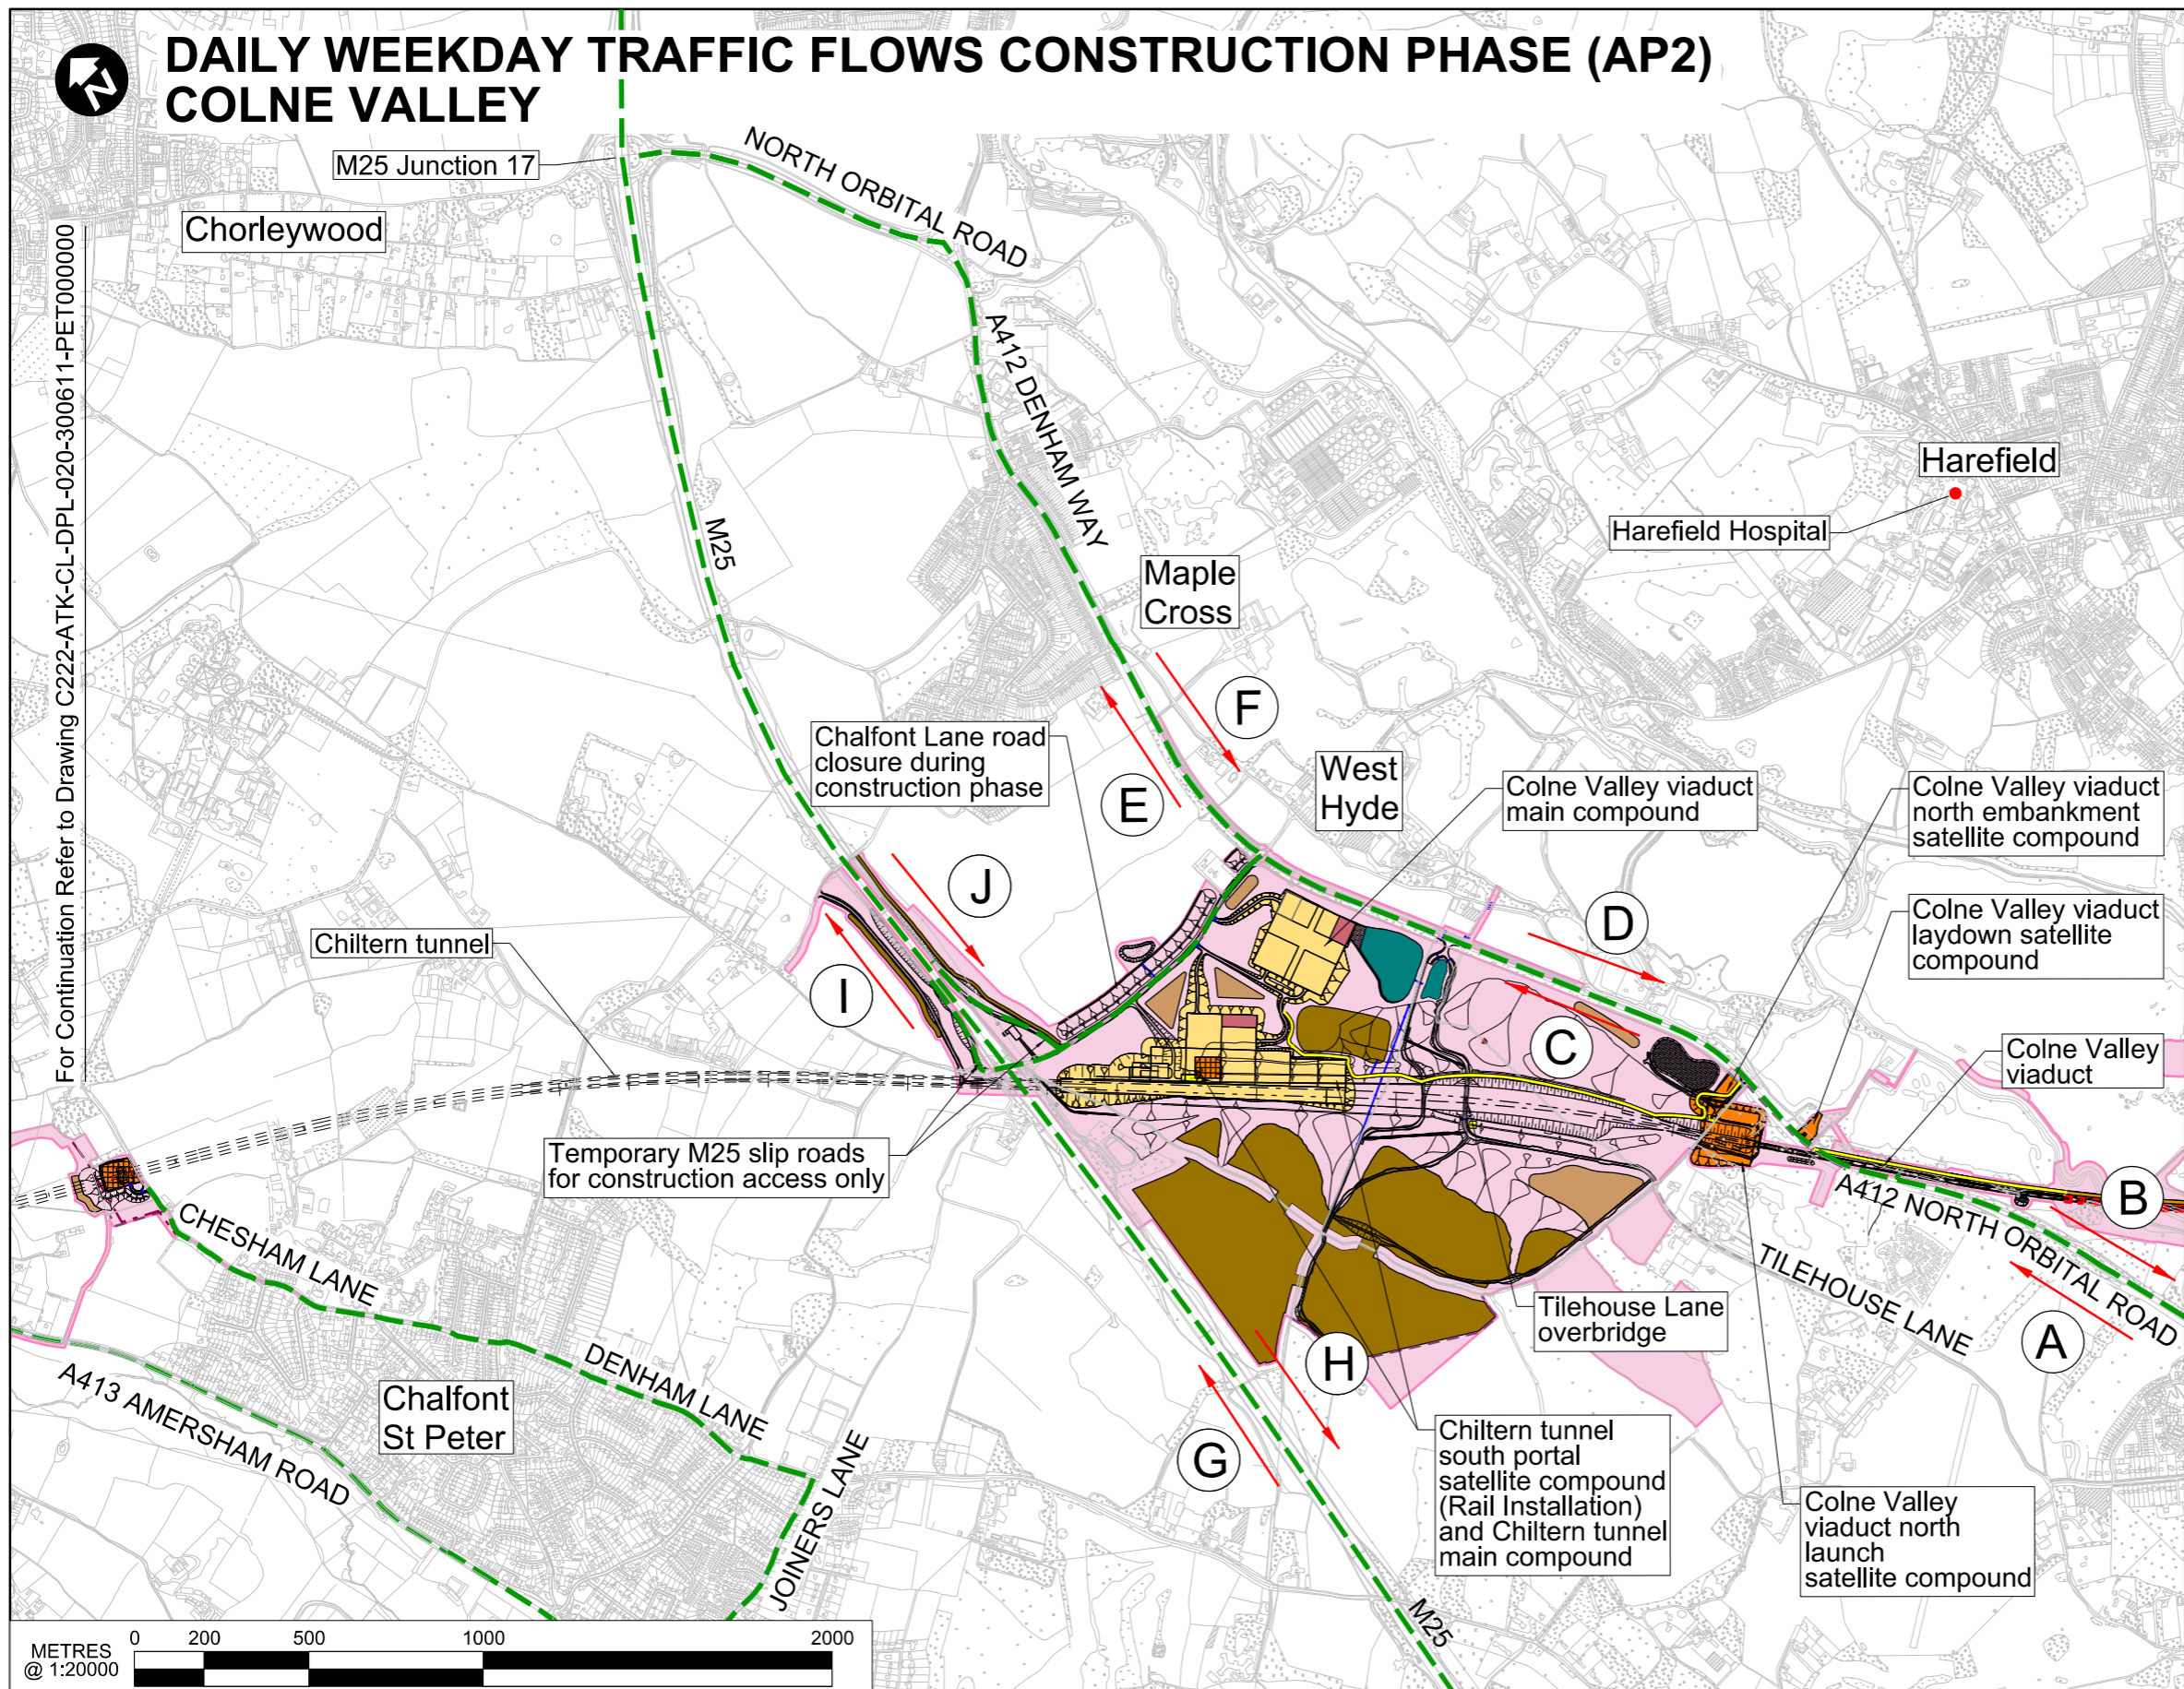 DAILY WEEKDAY TRAFFIC FLOWS CONSTRUCTION PHASE (AP2)
COLNE VALLEY
N
M25 Junction 17
NORTH ORBITAL ROAD
Chorleywood
For Continuation Refer to Drawing C222-ATK-CL-DPL-020-300611-PET000000
A412 DENHAM WAY
Harefield
Harefield Hospital
M25
Maple
Cross
F
E
Chalfont Lane road
closure during
construction phase
West
Hyde
Colne Valley viaduct
main compound
Colne Valley viaduct
north embankment
satellite compound
J
Colne Valley viaduct
laydown satellite
compound
D
Chiltern tunnel
I
C
Colne Valley
viaduct
Temporary M25 slip roads
for construction access only
B
A412 NORTH ORBITAL ROAD
CHESHAM LANE
TILEHOUSE LANE
Tilehouse Lane
overbridge
A
H
DENHAM LANE
A413 AMERSHAM ROAD
Chalfont
St Peter
JOINERS LANE
G
Chiltern tunnel
south portal
satellite compound
(Rail Installation)
and Chiltern tunnel
main compound
Colne Valley
viaduct north
launch
satellite compound
M25
METRES
@ 1:20000
0 200 500 1000 2000